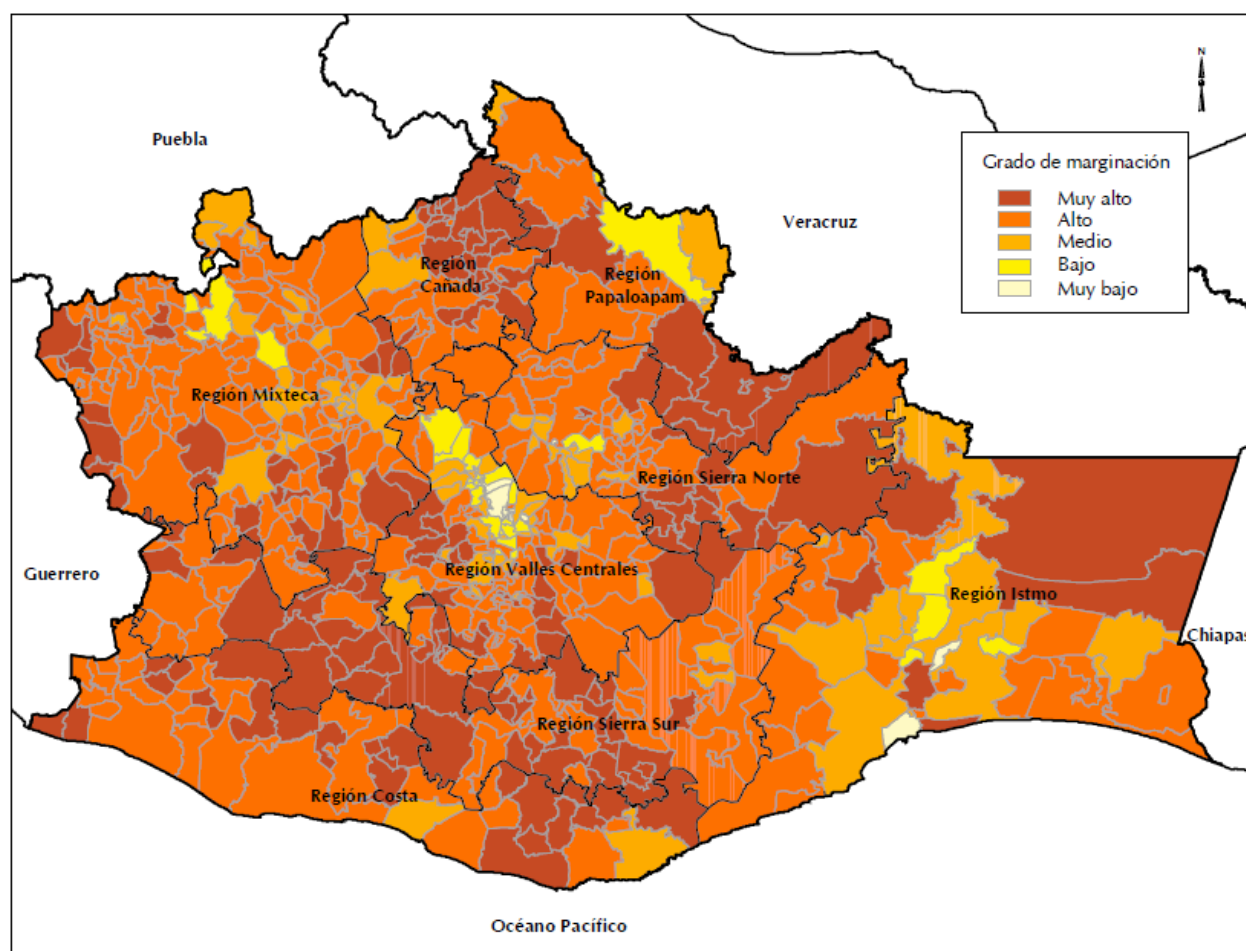 N
Puebla
Veracruz
Grado de marginación
Muy alto
Alto
Medio
Bajo
Muy bajo
Región
Cañada
Región
Papaloapam
Región Mixteca
Región Sierra Norte
Guerrero
Región Valles Centrales
Región Istmo
Chiapas
Región Sierra Sur
Región Costa
Océano Pacífico